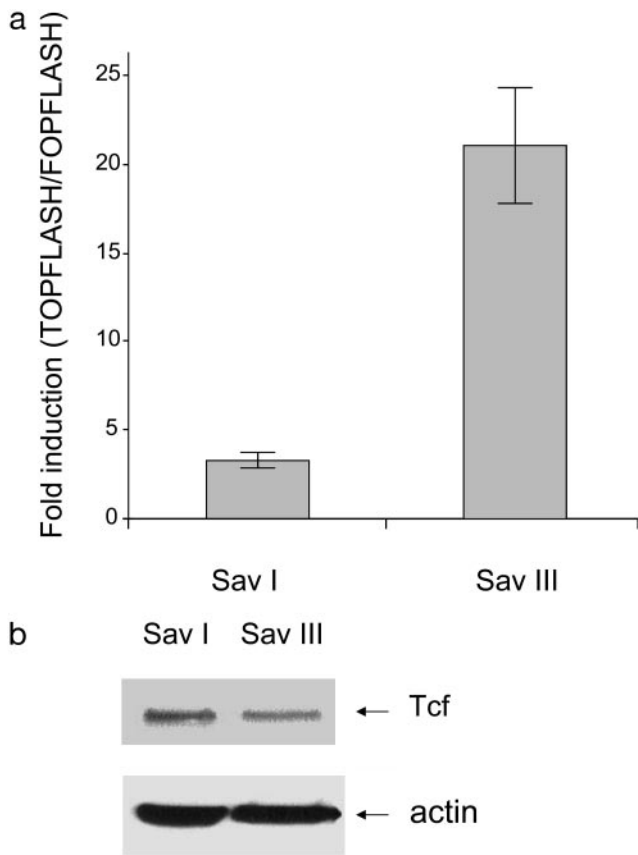 a
Fold induction (TOPFLASH/FOPFLASH)
25
20
15
10
5
0
Sav I
Sav III
b
Sav I
Sav III
Tcf
actin